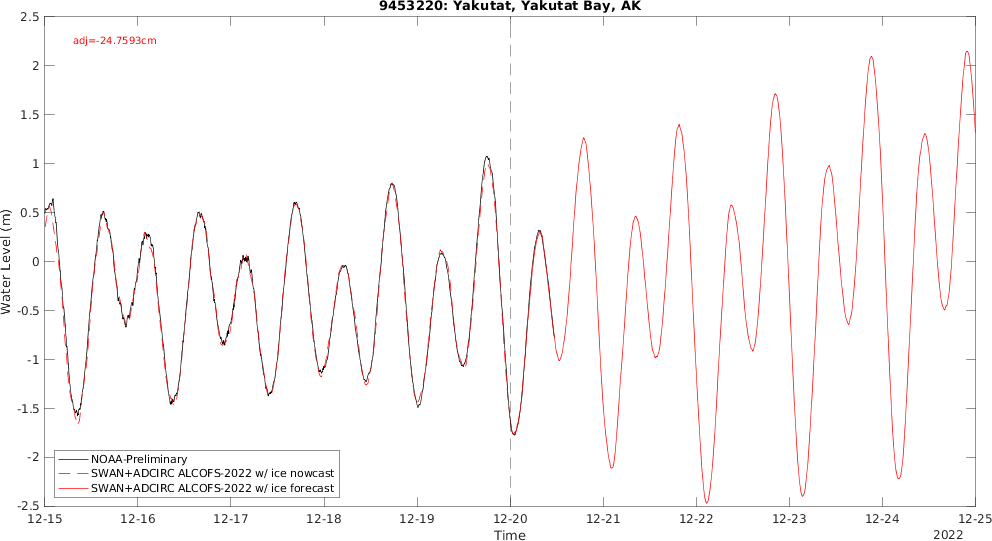 9453220: Yakutat, Yakutat Bay, AK
adj=-24.7593cm
2.5
2
1.5
1
0.5
0
-0.5
-1
-1.5
-2
-2.5
Water Level (m)
NOAA-Preliminary
SWAN+ADCIRC ALCOFS-2022 w/ ice nowcast
SWAN+ADCIRC ALCOFS-2022 w/ ice forecast
12-15 12-16 12-17 12-18 12-19 12-20 12-21 12-22 12-23 12-24 12-25
Time
2022